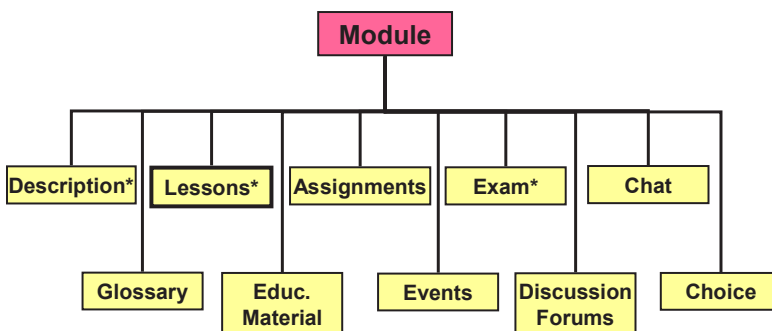 Module
Description*
Lessons*
Assignments
Exam*
Chat
Glossary
Educ.
Material
Events
Discussion
Forums
Choice